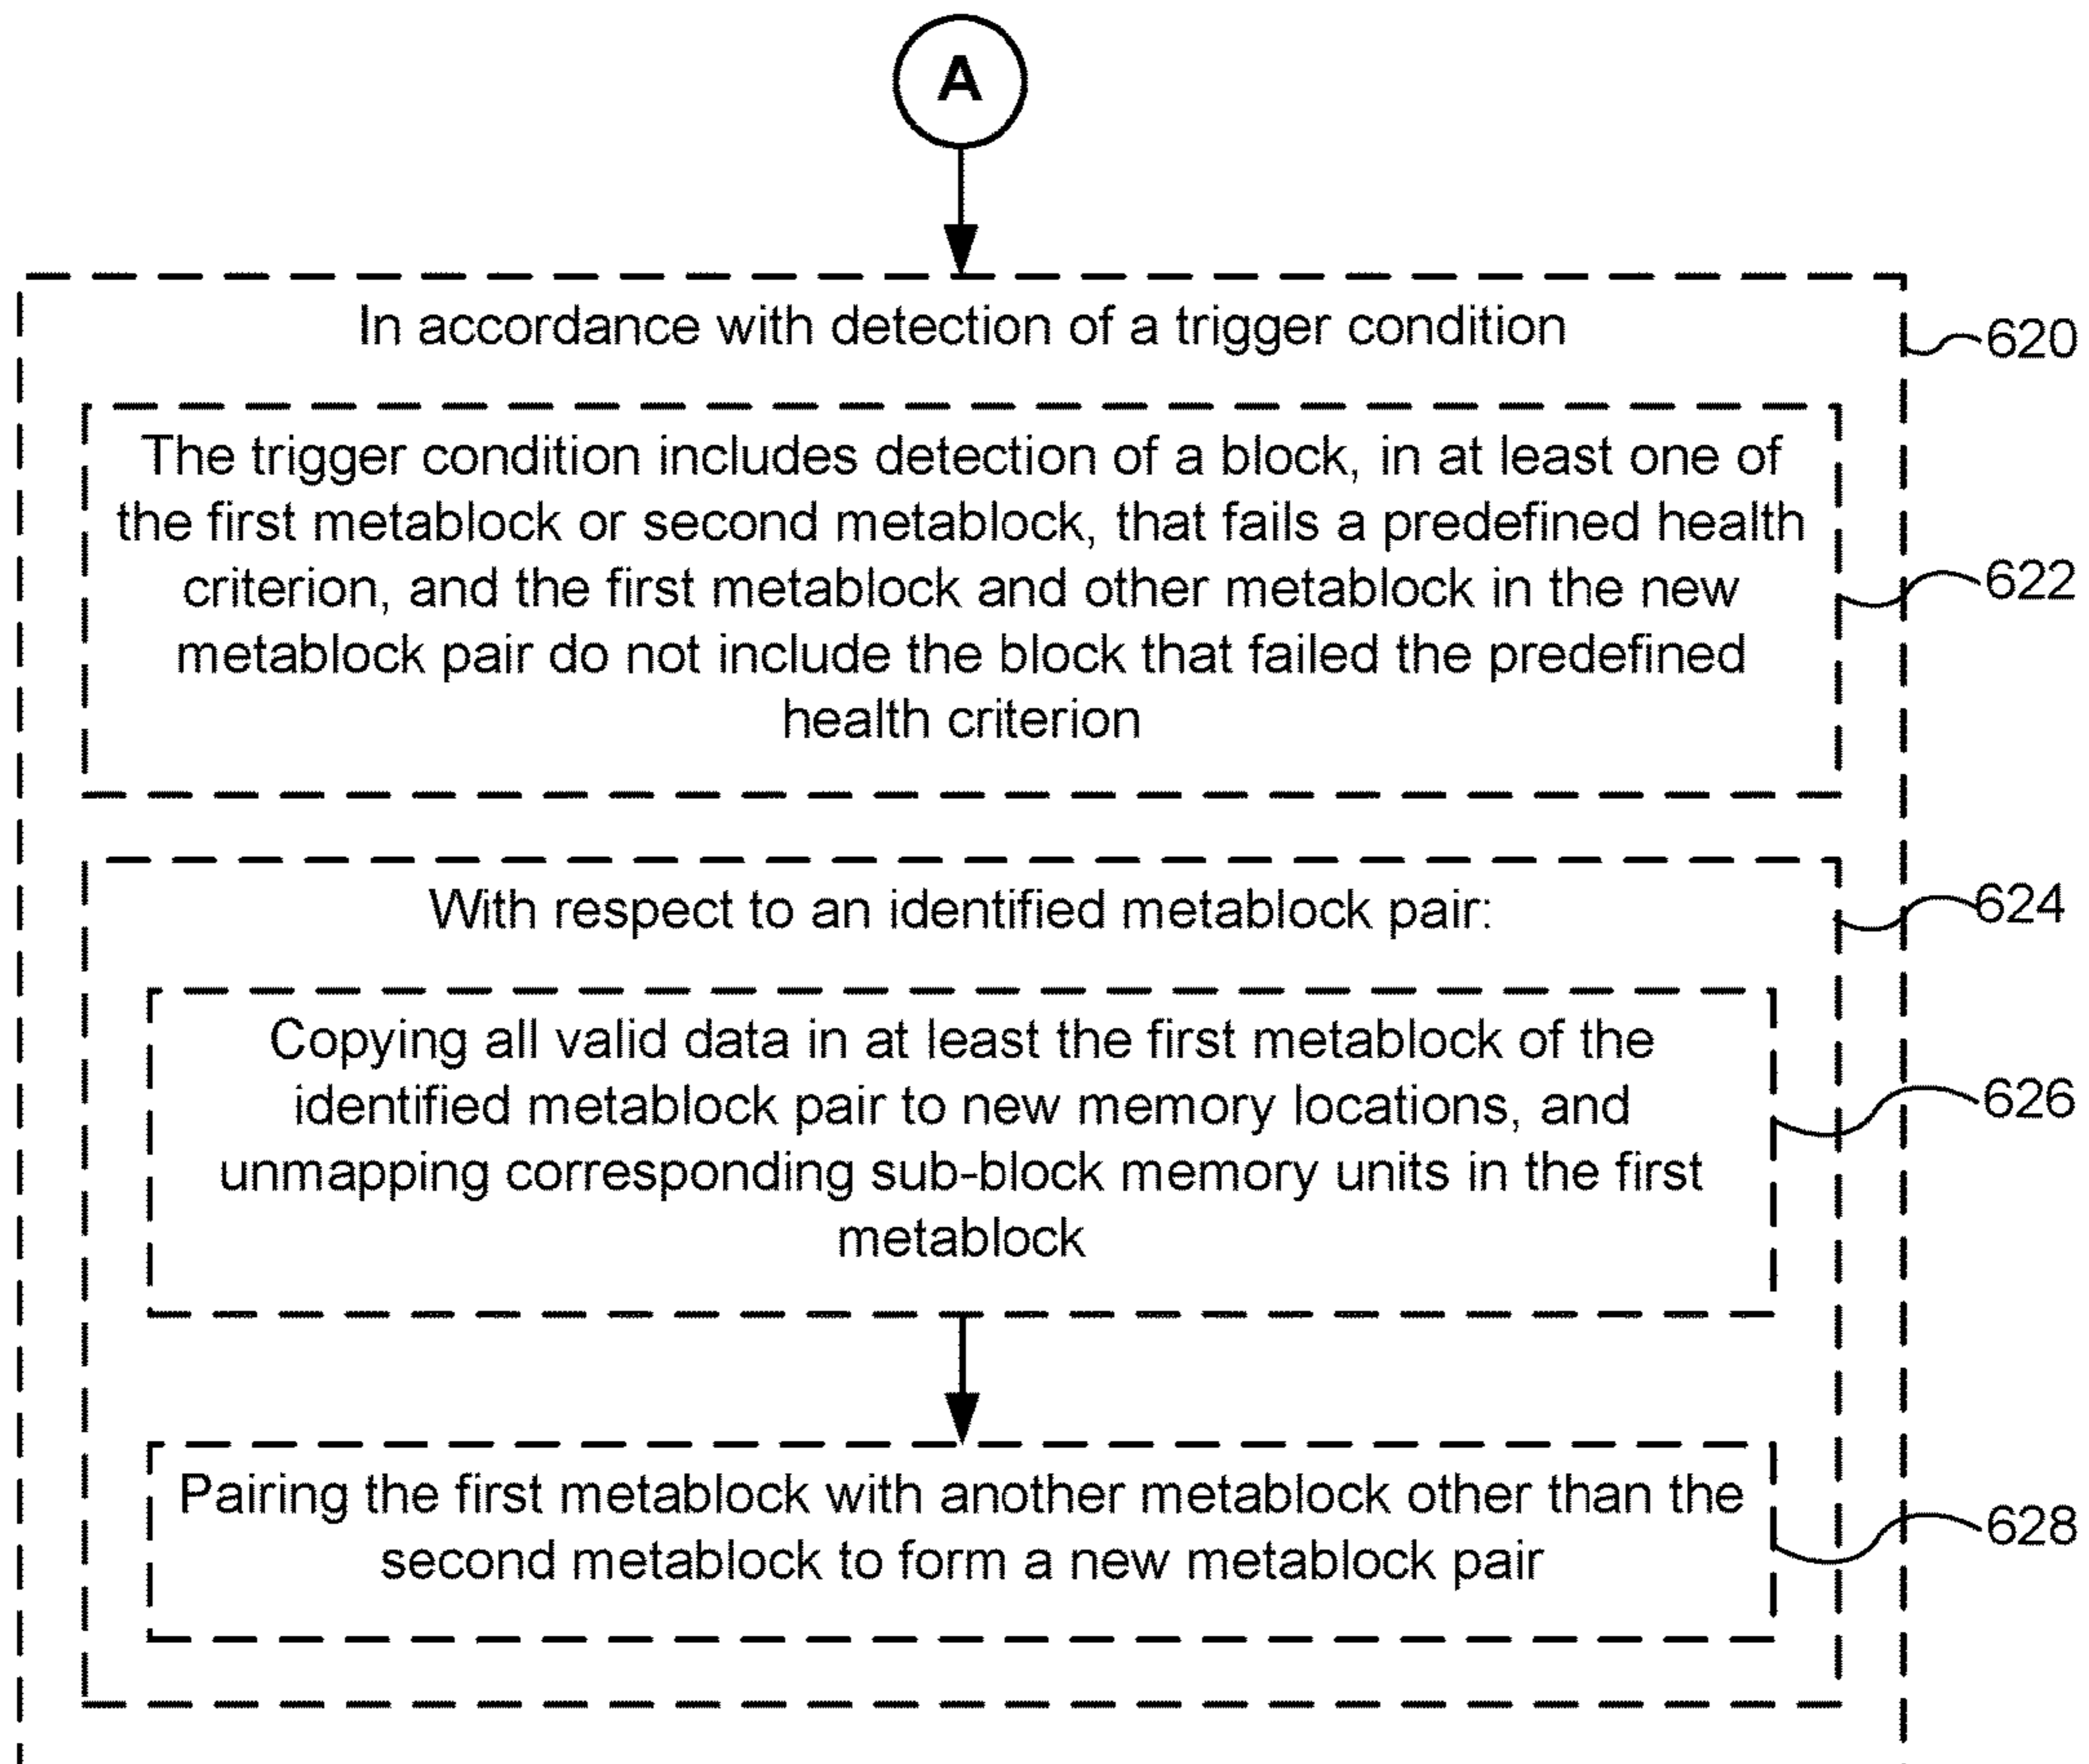 A
In accordance with detection of a trigger condition
620
The trigger condition includes detection of a block, in at least one of
the first metablock or second metablock, that fails a predefined health
criterion, and the first metablock and other metablock in the new
metablock pair do not include the block that failed the predefined
health criterion
622
With respect to an identified metablock pair:
624
Copying all valid data in at least the first metablock of the
identified metablock pair to new memory locations, and
unmapping corresponding sub-block memory units in the first
metablock
626
Pairing the first metablock with another metablock other than the
second metablock to form a new metablock pair
628